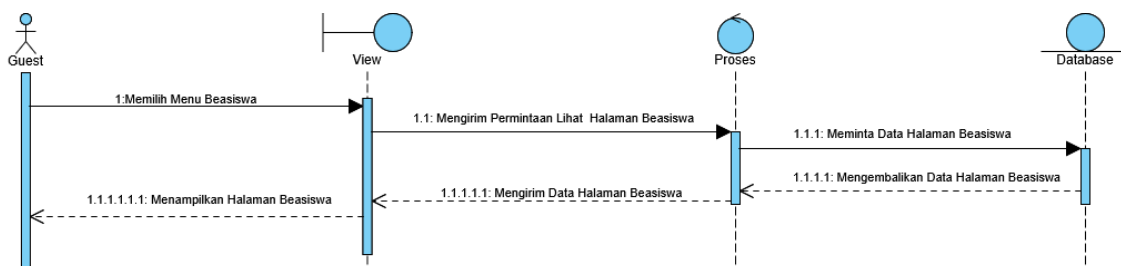 Guest
View
Proses
Database
1:Memilih Menu Beasiswa
1.1: Mengirim Permintaan Lihat Halaman Beasiswa
1.1.1: Meminta Data Halaman Beasiswa
1.1.1.1: Mengembalikan Data Halaman Beasiswa
1.1.1.1.1: Mengirim Data Halaman Beasiswa
1.1.1.1.1.1: Menampilkan Halaman Beasiswa